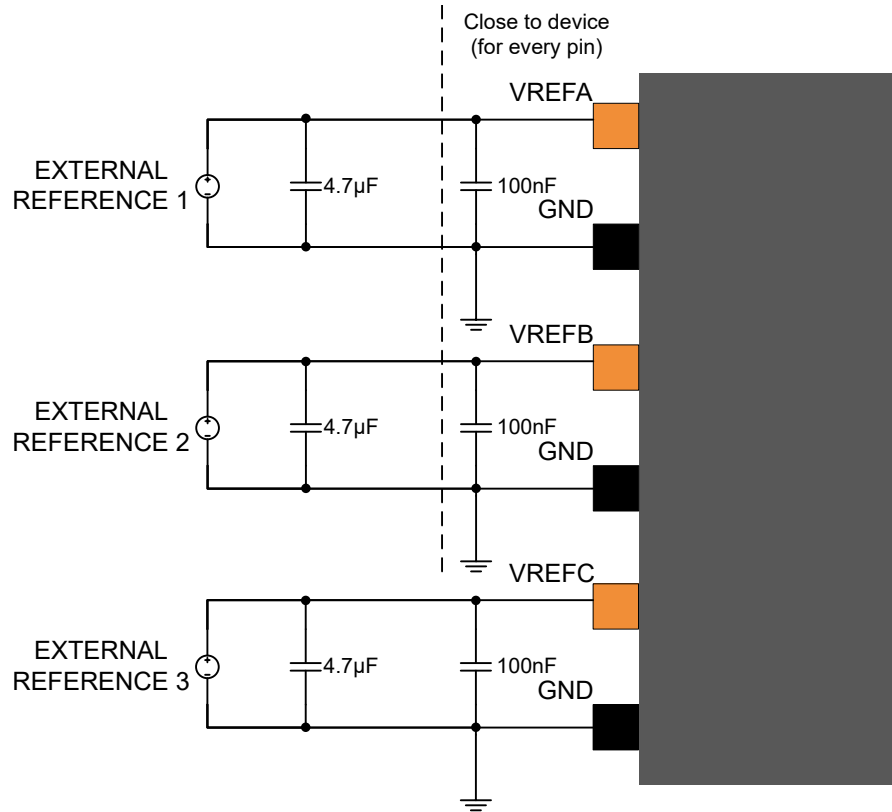 Close to device
(for every pin)
VREFA
EXTERNAL
REFERENCE 1
4.7µF
100nF
GND
VREFB
EXTERNAL
REFERENCE 2
4.7µF
100nF
GND
VREFC
EXTERNAL
REFERENCE 3
4.7µF
100nF
GND